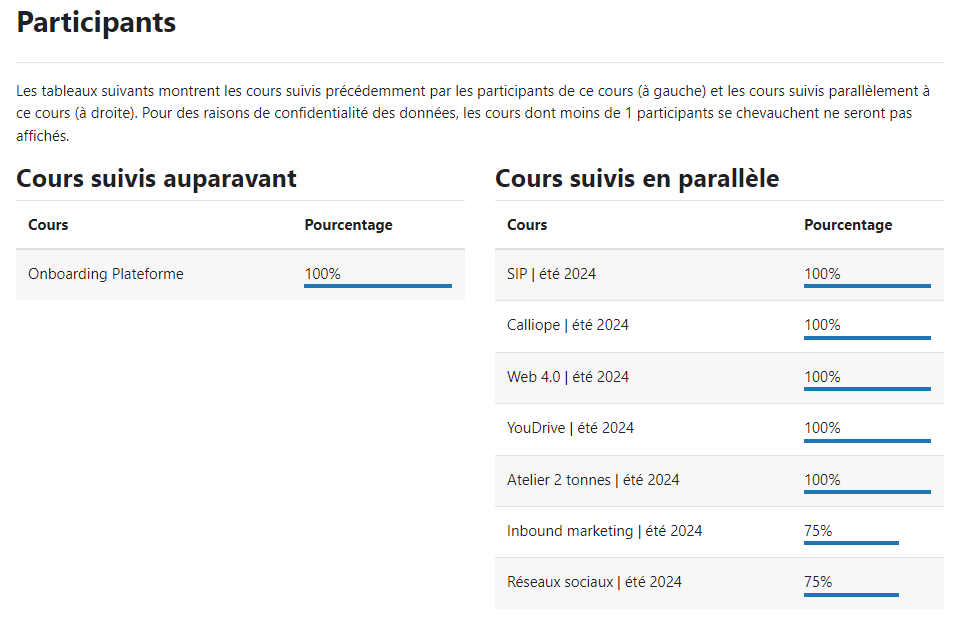 Participants
Les tableaux suivants montrent les cours suivis précédemment par les participants de ce cours (à gauche) et les cours suivis parallèlement à
ce cours (à droite). Pour des raisons de confidentialité des données, les cours dont moins de 1 participants se chevauchent ne seront pas
affichés.
Cours suivis auparavant
Cours Pourcentage
Onboarding Plateforme 100%
Cours suivis en parallèle
Cours Pourcentage
SIP | été 2024 100%
Calliope | été 2024 100%
Web 4.0 | été 2024 100%
YouDrive | été 2024 100%
Atelier 2 tonnes | été 2024 100%
Inbound marketing | été 2024 75%
Réseaux sociaux | été 2024 75%